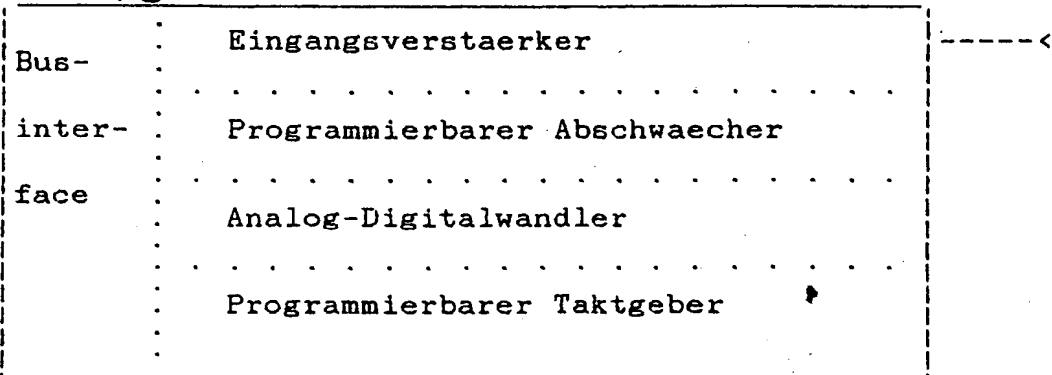 Eingangsverstaerker
Bus-
inter- Programmierbarer Abschwaecher
face
Analog-Digitalwandler
Programmierbarer Taktgeber